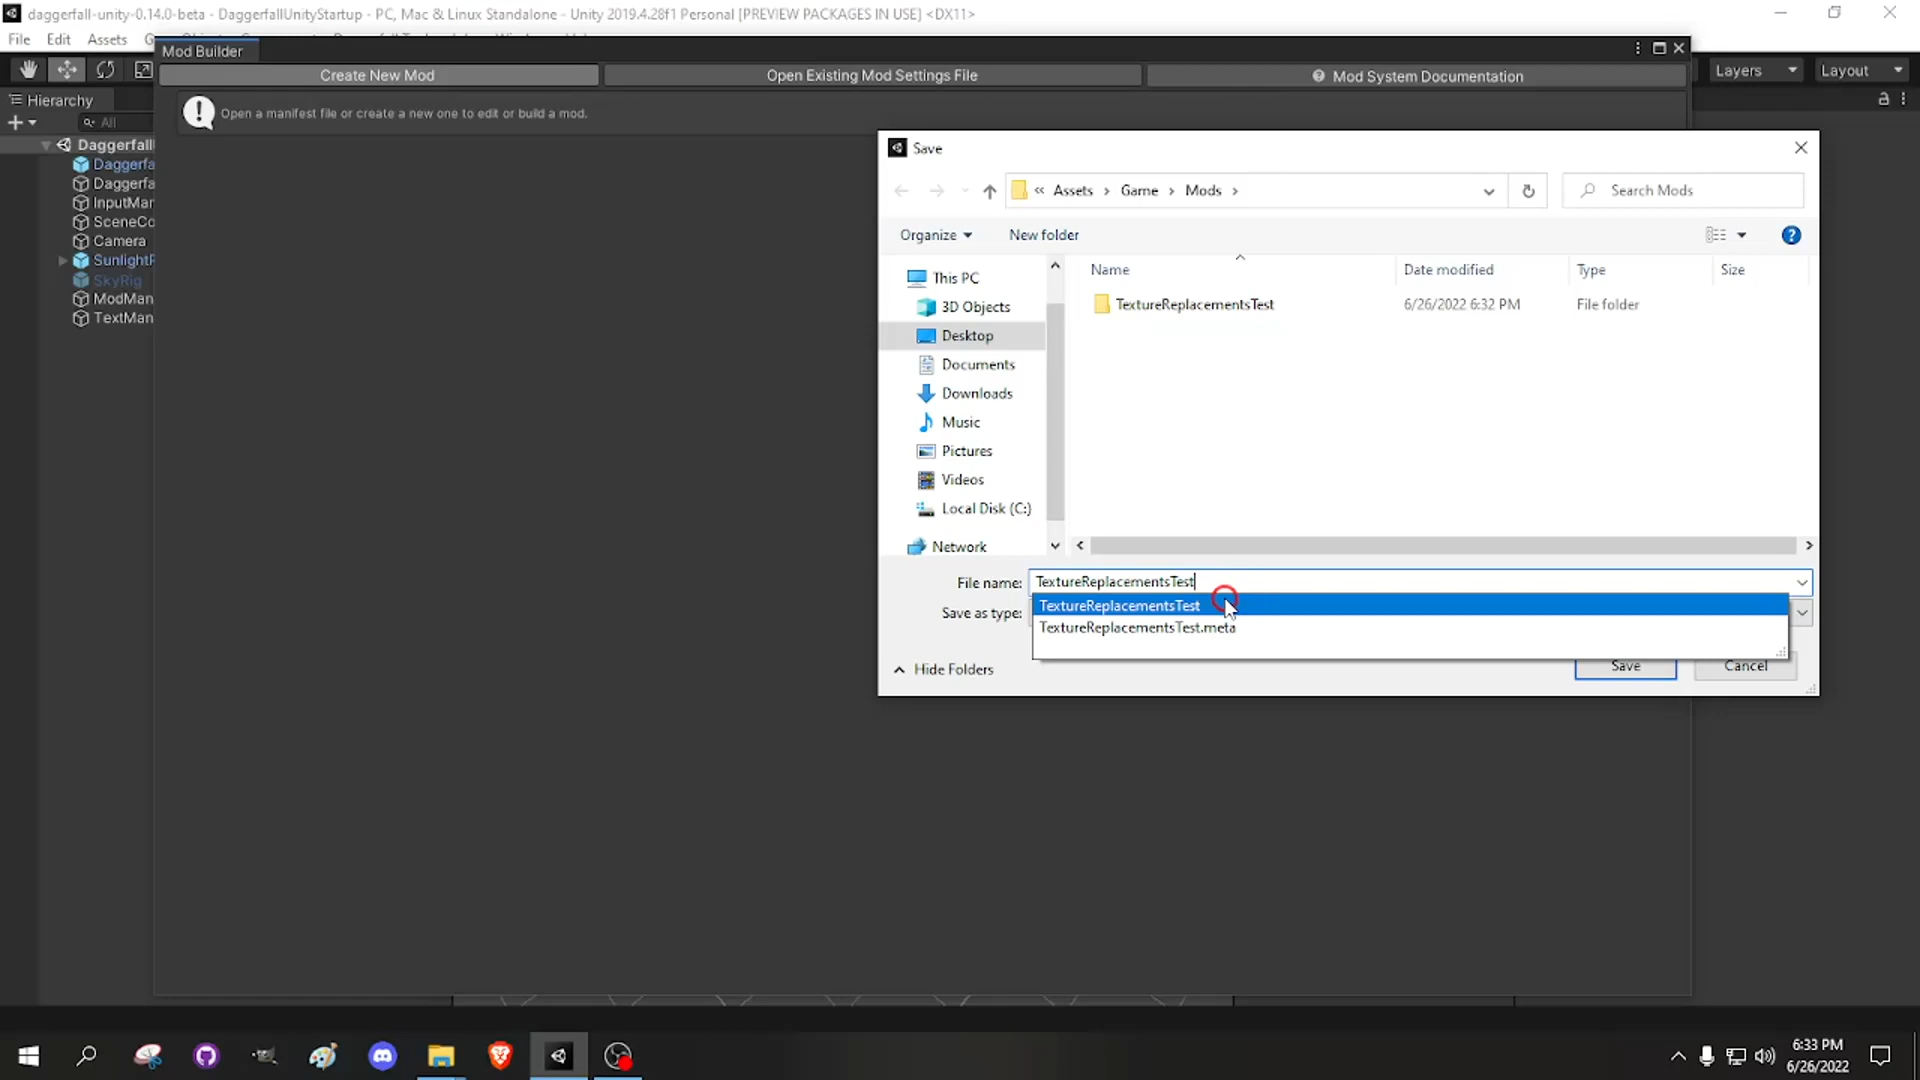 daggerfall-unity-0.14.0-beta - DaggerfallUnityStartup - PC, Mac & Linux Standalone - Unity 2019.4.28f1 Personal [PREVIEW PACKAGES IN USE] <DX11>
File Edit Assets
Mod Builder
Create New Mod
Open Existing Mod Settings File
Mod System Documentation
Layers
Layout
Hierarchy
All
Open a manifest file or create a new one to edit or build a mod.
Daggerfall
Daggerfa
Daggerfa
InputMan
SceneCo
Camera
SunlightR
SkyRig
ModMan
TextMan
Save
« Assets > Game > Mods >
Search Mods
Organize
New folder
Name
Date modified
Type
Size
This PC
3D Objects
Desktop
Documents
Downloads
Music
Pictures
Videos
Local Disk (C:)
Network
TextureReplacementsTest
6/26/2022 6:32 PM
File folder
File name:
TextureReplacementsTest
Save as type:
TextureReplacementsTest
TextureReplacementsTest.meta
Hide Folders
Save
Cancel
6:33 PM
6/26/2022